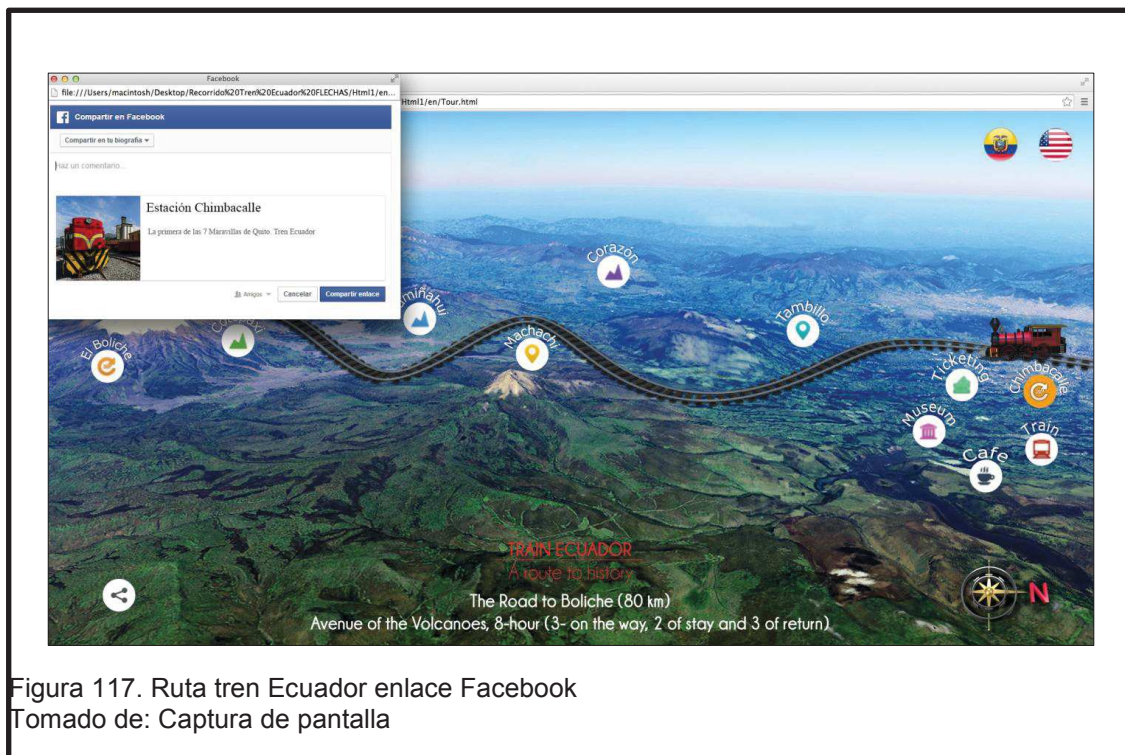 Facebook
file:///Users/macintosh/Desktop/Recorrido%20Tren%20Ecuador%20FLECHAS/Html1/en...
Html1/en/Tour.html
Compartir en Facebook
Compartir en tu biografía
Haz un comentario...
Estación Chimbacalle
La primera de las 7 Maravillas de Quito. Tren Ecuador
Amigos
Cancelar
Compartir enlace
Corazón
Tambillo
Machachi
El Boliche
Ticketing
Chimbacalle
Museum
Train
Cafe
TRAIN ECUADOR
A route to history
The Road to Boliche (80 km)
Avenue of the Volcanoes, 8-hour (3- on the way, 2 of stay and 3 of return)
N
Figura 117. Ruta tren Ecuador enlace Facebook
Tomado de: Captura de pantalla